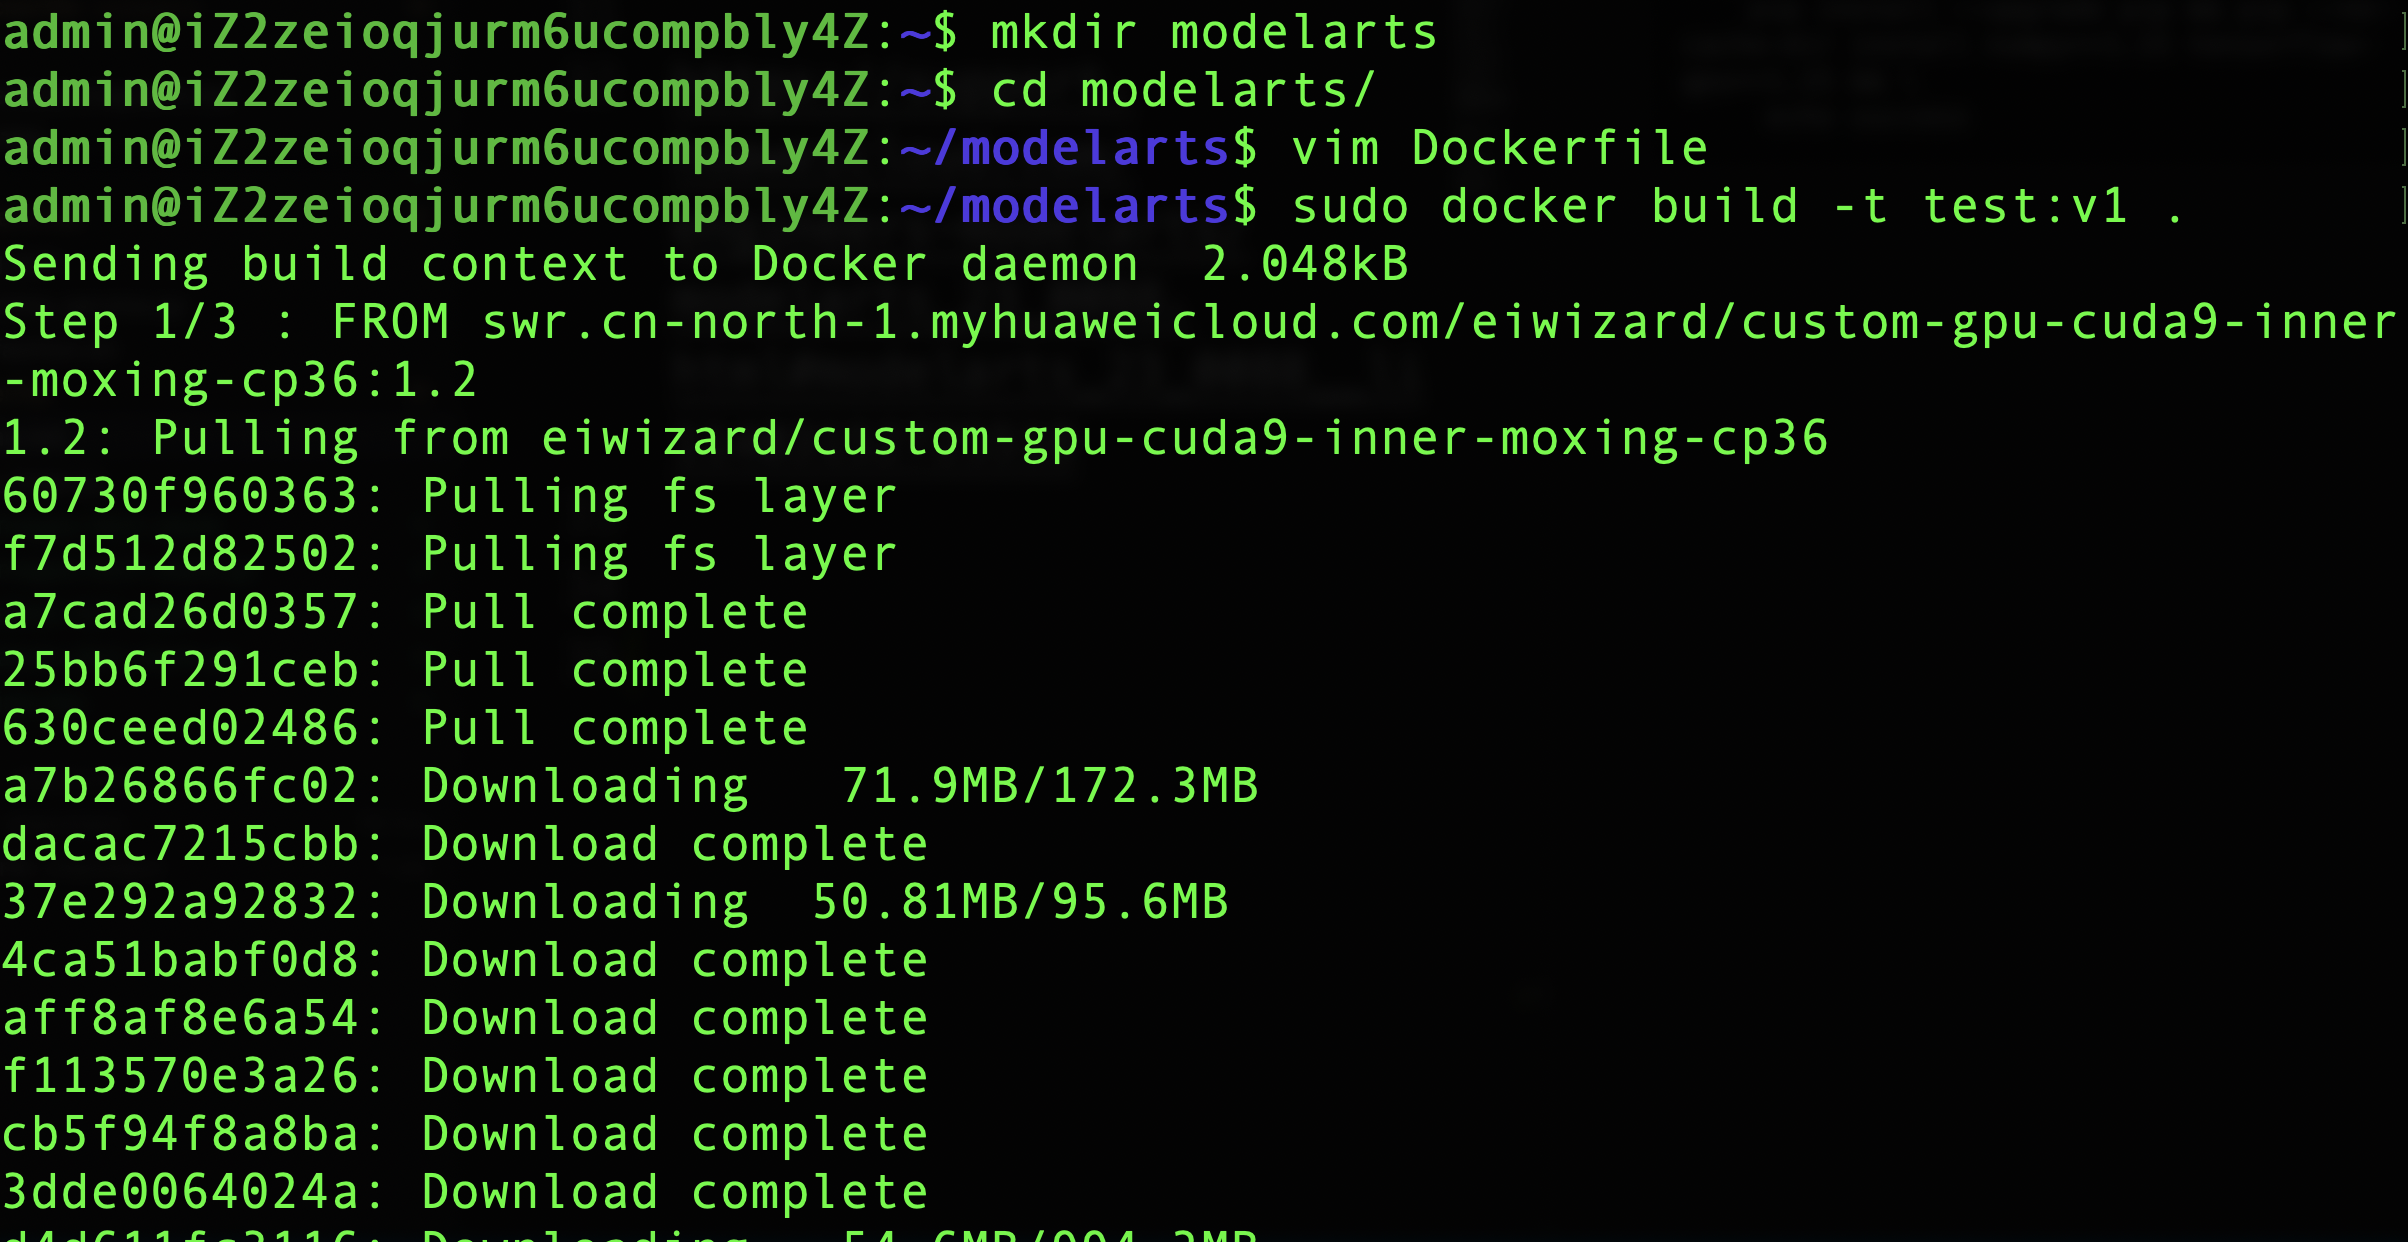 admin@iZ2zeioqjurm6ucompbly4Z:~$ mkdir modelarts
admin@iZ2zeioqjurm6ucompbly4Z:~$ cd modelarts/
admin@iZ2zeioqjurm6ucompbly4Z:~/modelarts$ vim Dockerfile
admin@iZ2zeioqjurm6ucompbly4Z:~/modelarts$ sudo docker build -t test:v1 .
Sending build context to Docker daemon  2.048kB
Step 1/3 : FROM swr.cn-north-1.myhuaweicloud.com/eiwizard/custom-gpu-cuda9-inner
-moxing-cp36:1.2
1.2: Pulling from eiwizard/custom-gpu-cuda9-inner-moxing-cp36
60730f960363: Pulling fs layer
f7d512d82502: Pulling fs layer
a7cad26d0357: Pull complete
25bb6f291ceb: Pull complete
630ceed02486: Pull complete
a7b26866fc02: Downloading   71.9MB/172.3MB
dacac7215cbb: Download complete
37e292a92832: Downloading  50.81MB/95.6MB
4ca51babf0d8: Download complete
aff8af8e6a54: Download complete
f113570e3a26: Download complete
cb5f94f8a8ba: Download complete
3dde0064024a: Download complete
Downloading